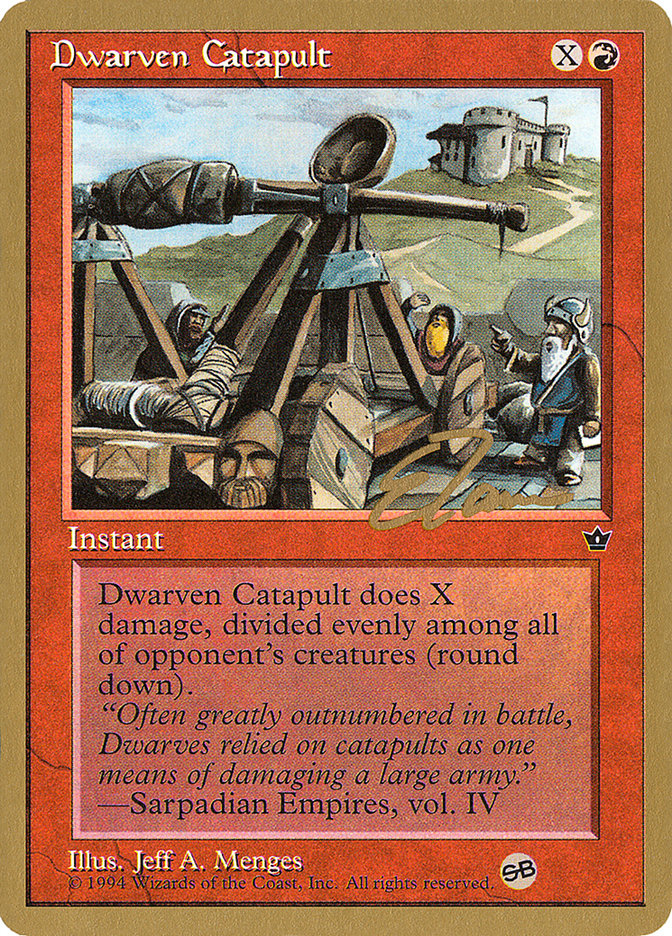 Dwarven Catapult X
Instant
Dwarven Catapult does X
damage, divided evenly among all
of opponent's creatures (round
down).
"Often greatly outnumbered in battle,
Dwarves relied on catapults as one
means of damaging a large army."
—Sarpadian Empires, vol. IV
Illus. Jeff A. Menges
© 1994 Wizards of the Coast, Inc. All rights reserved. SB